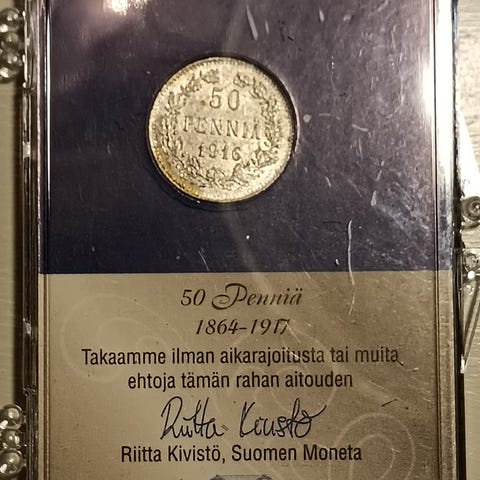 50
PENNIÄ
1916
50 Penniä
1864-1917
Takaamme ilman aikarajoitusta tai muita
ehtoja tämän rahan aitouden
Riitta Kivistö
Riitta Kivistö, Suomen Moneta